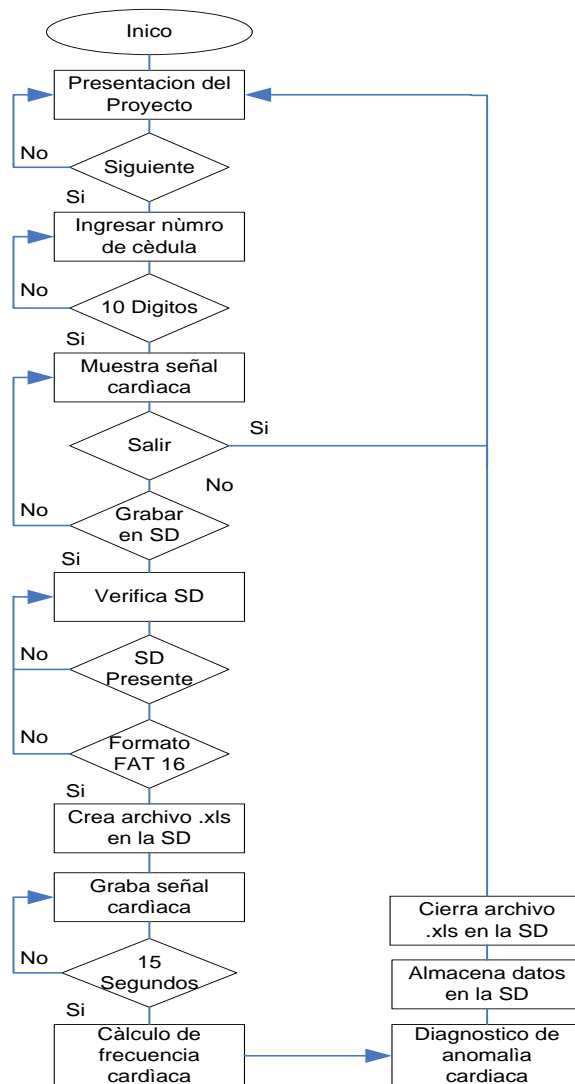 Inico
Presentacion del
Proyecto
No
Siguiente
Si
Ingresar nùmro
de cèdula
No
10 Digitos
Si
Muestra señal
cardìaca
Salir
Si
No
No
Grabar
en SD
Si
Verifica SD
No
SD
Presente
No
Formato
FAT 16
Si
Crea archivo .xls
en la SD
Graba señal
cardìaca
No
15
Segundos
Si
Càlculo de
frecuencia
cardìaca
Diagnostico de
anomalìa
cardiaca
Almacena datos
en la SD
Cierra archivo
.xls en la SD